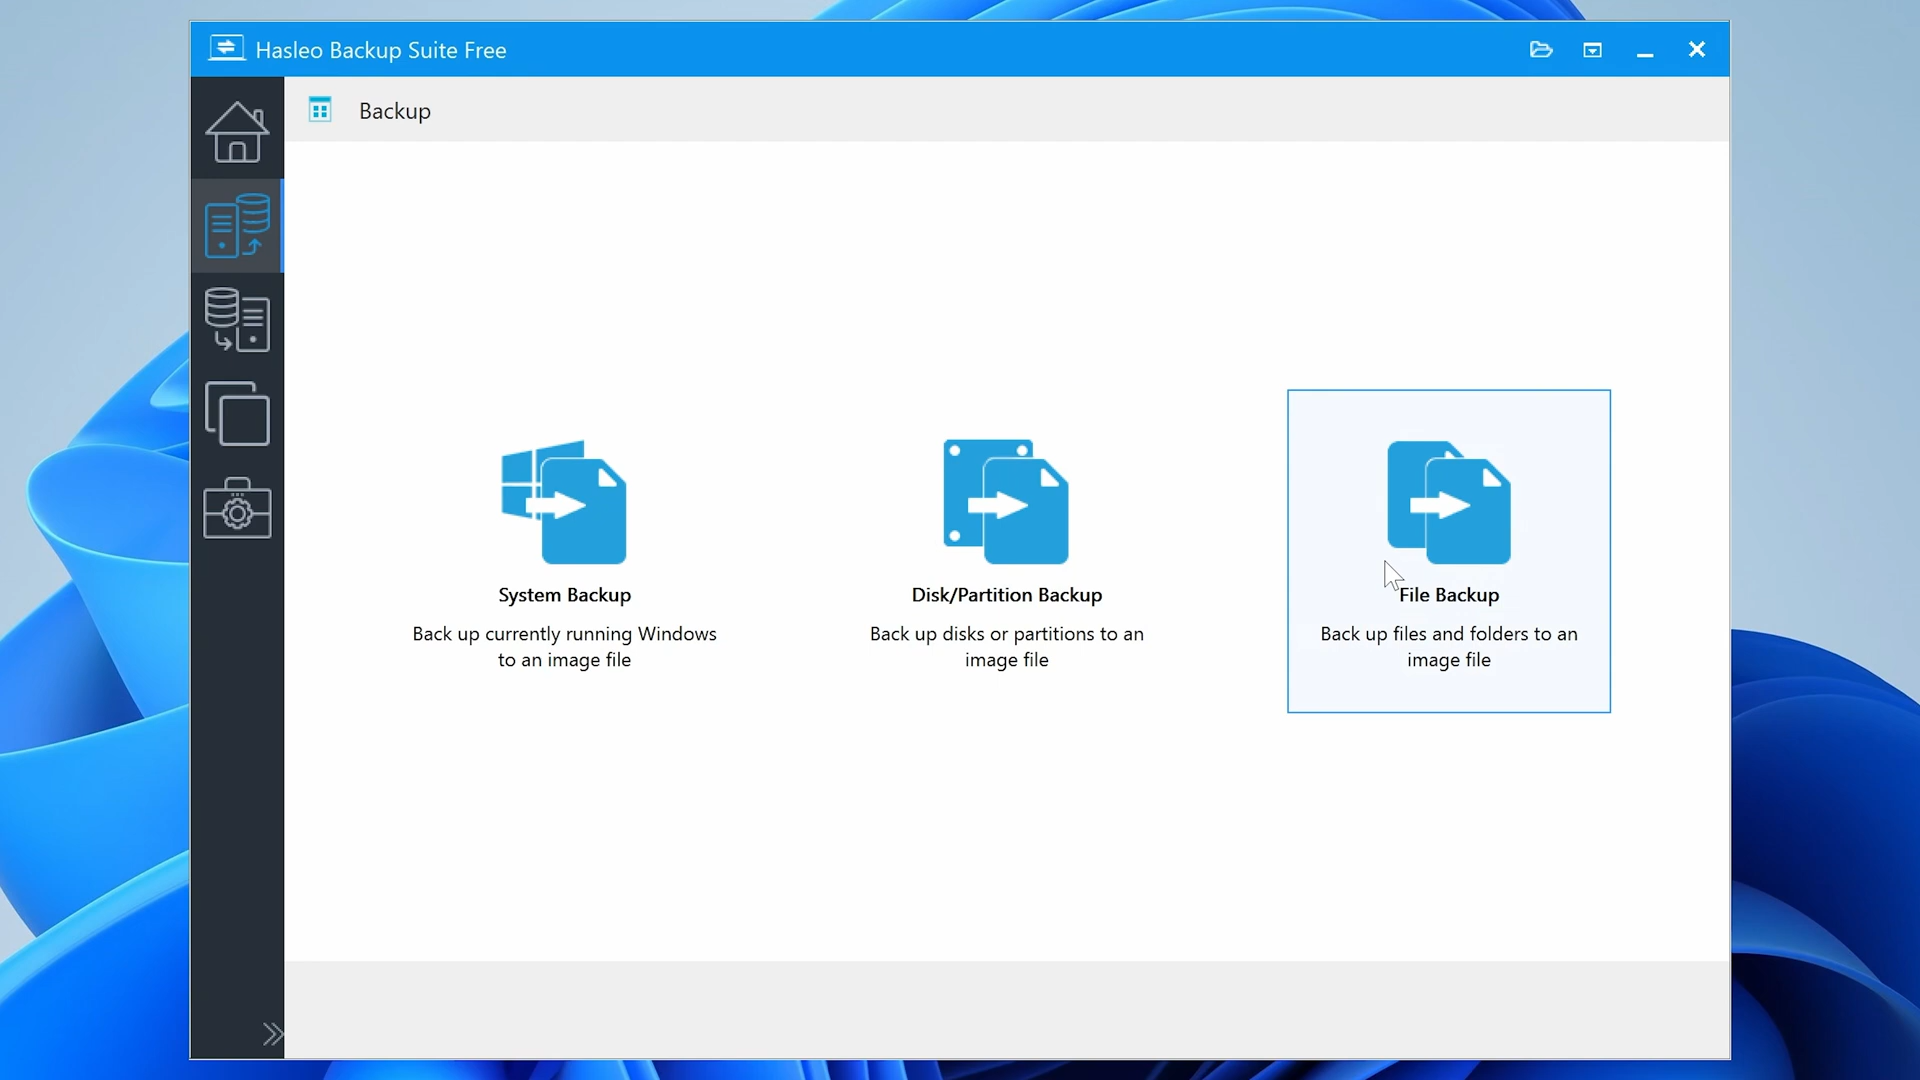 Hasleo Backup Suite Free
Backup
System Backup
Back up currently running Windows
to an image file
Disk/Partition Backup
Back up disks or partitions to an
image file
File Backup
Back up files and folders to an
image file